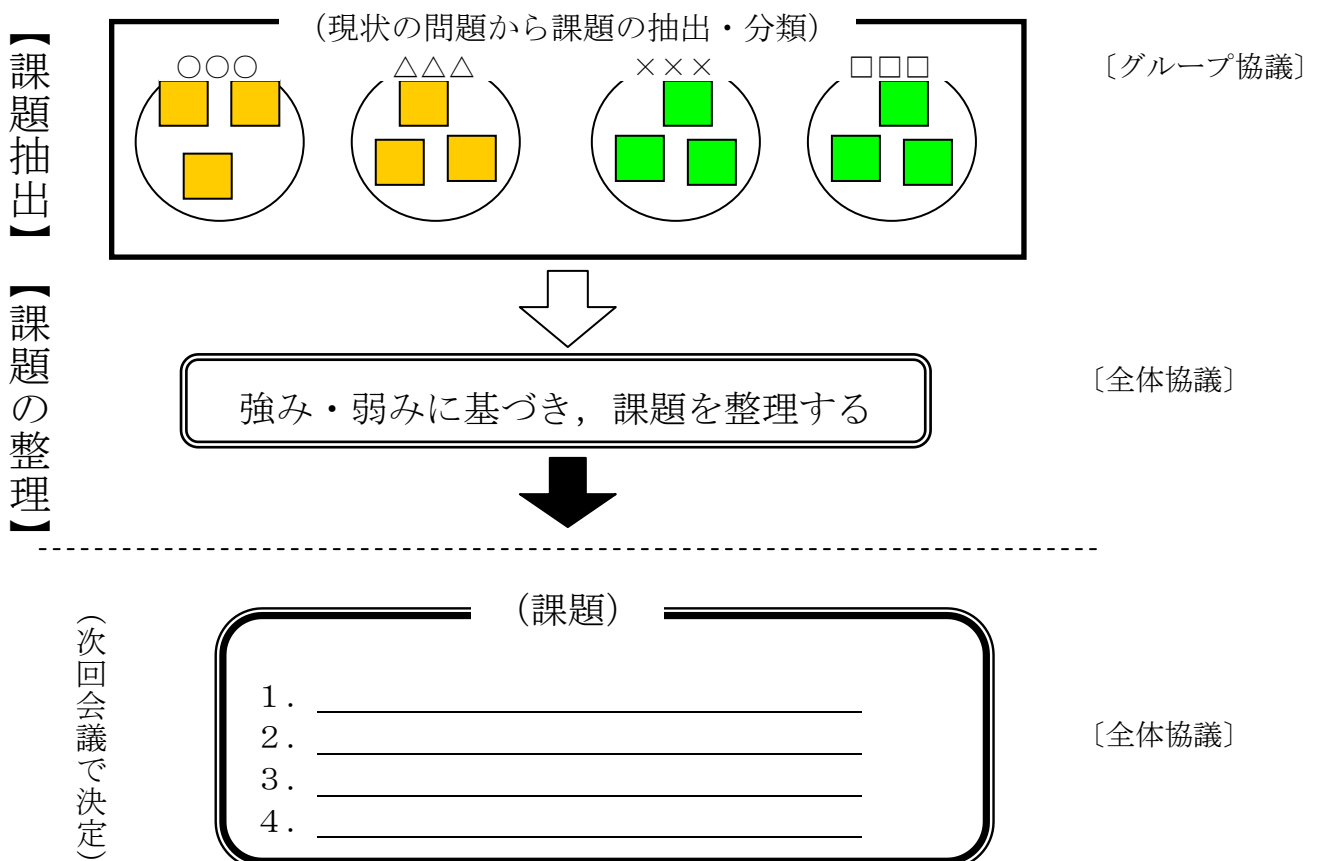 【課題抽出】
（現状の問題から課題の抽出・分類）
○○○
△△△
×××
□□□
〔グループ協議〕
【課題の整理】
強み・弱みに基づき，課題を整理する
〔全体協議〕
（次回会議で決定）
（課題）
１．
２．
３．
４．
〔全体協議〕